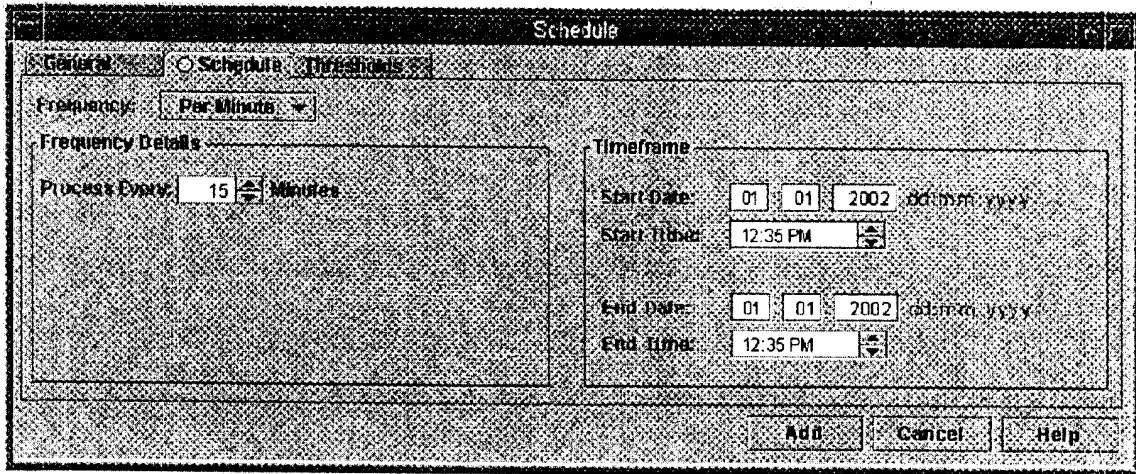 Schedule
General Schedule Thresholds
Frequency: Per Minute
Frequency Details
Process Every: 15 Minutes
Timeframe
Start Date: 01 01 2002 dd:mm:yyyy
Start Time: 12:35 PM
End Date: 01 01 2002 dd:mm:yyyy
End Time: 12:35 PM
Add Cancel Help